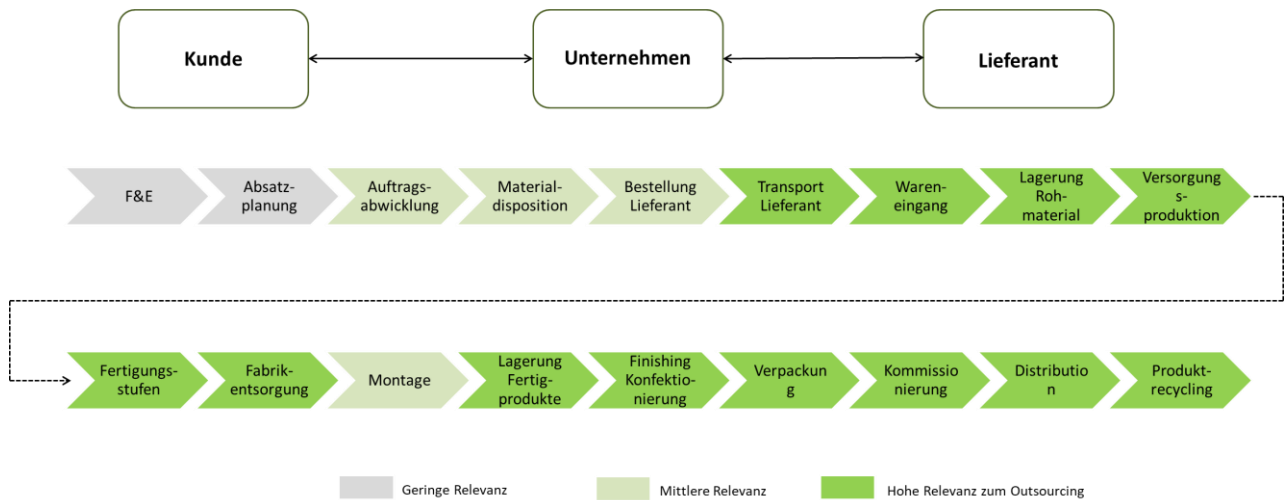 Kunde
Unternehmen
Lieferant
F&E
Absatz-
planung
Auftrags-
abwicklung
Material-
disposition
Bestellung
Lieferant
Transport
Lieferant
Waren-
eingang
Lagerung
Roh-
material
Versorgung
s-
produktion
Fertigungs-
stufen
Fabrik-
entsorgung
Montage
Lagerung
Fertig-
produkte
Finishing
Konfektio-
nierung
Verpackun
g
Kommissio
nierung
Distributio
n
Produkt-
recycling
Geringe Relevanz
Mittlere Relevanz
Hohe Relevanz zum Outsourcing